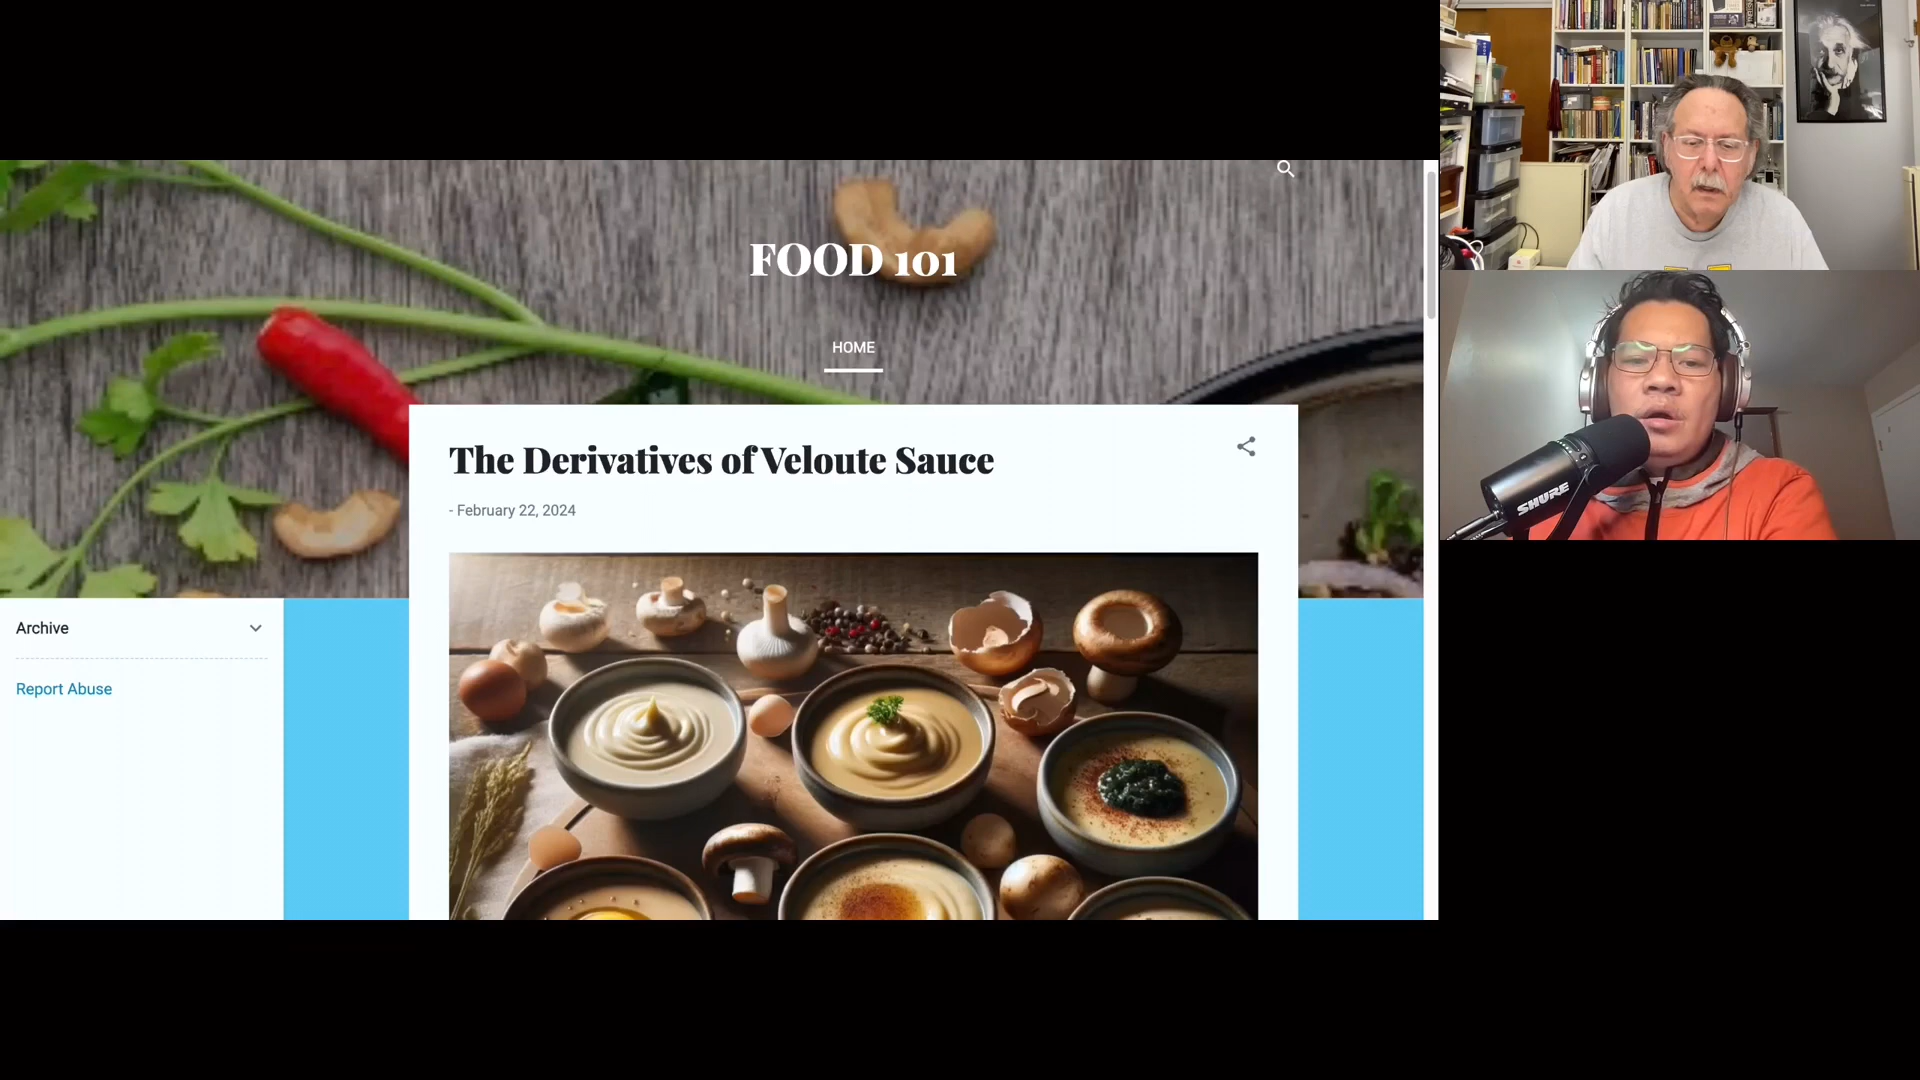 FOOD 101
HOME
The Derivatives of Veloute Sauce
- February 22, 2024
Archive
Report Abuse
SHURE